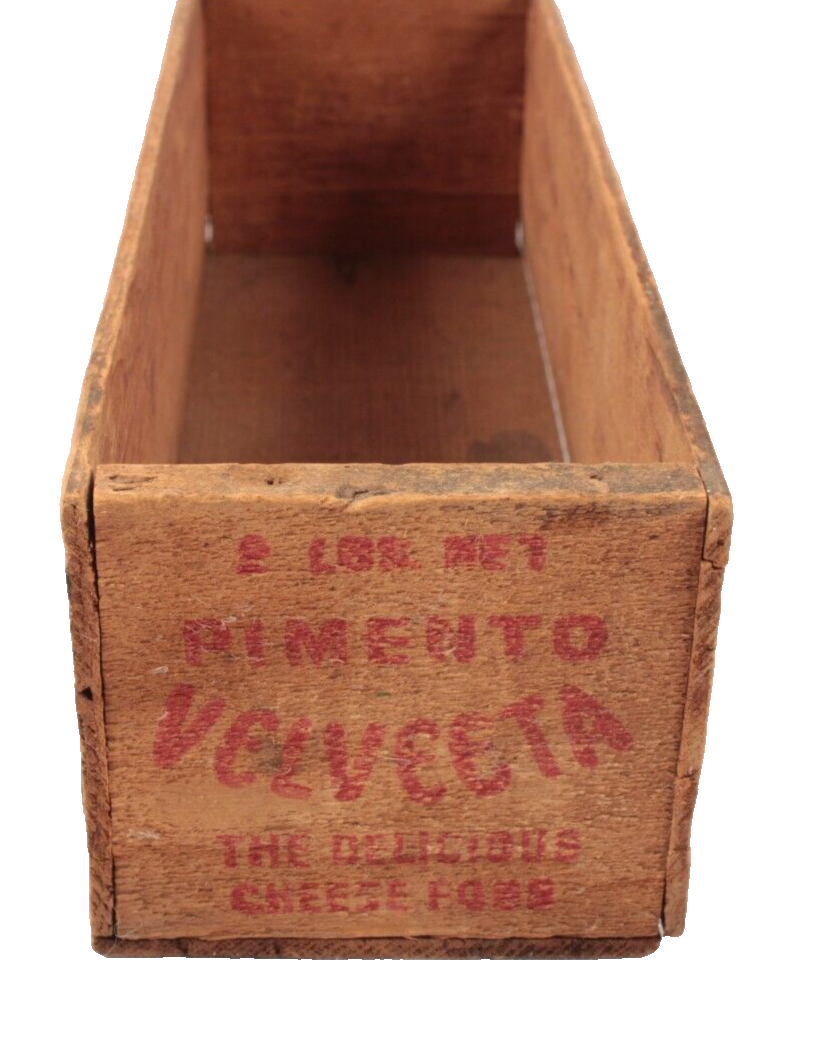 2 LBS. NET
PIMENTO
VELVEETA
THE DELICIOUS
CHEESE FOOD